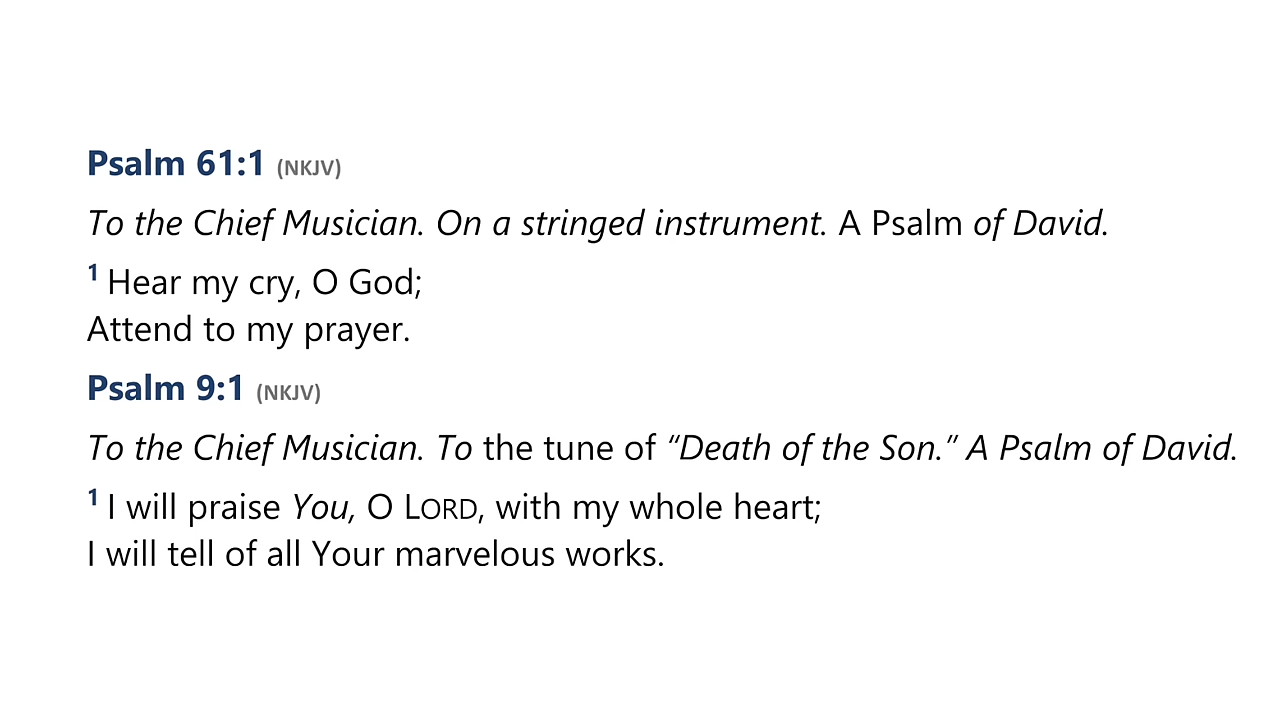 Psalm 61:1 (NKJV)
To the Chief Musician. On a stringed instrument. A Psalm of David.
1 Hear my cry, O God;
Attend to my prayer.
Psalm 9:1 (NKJV)
To the Chief Musician. To the tune of “Death of the Son.” A Psalm of David.
1 I will praise You, O LORD, with my whole heart;
I will tell of all Your marvelous works.